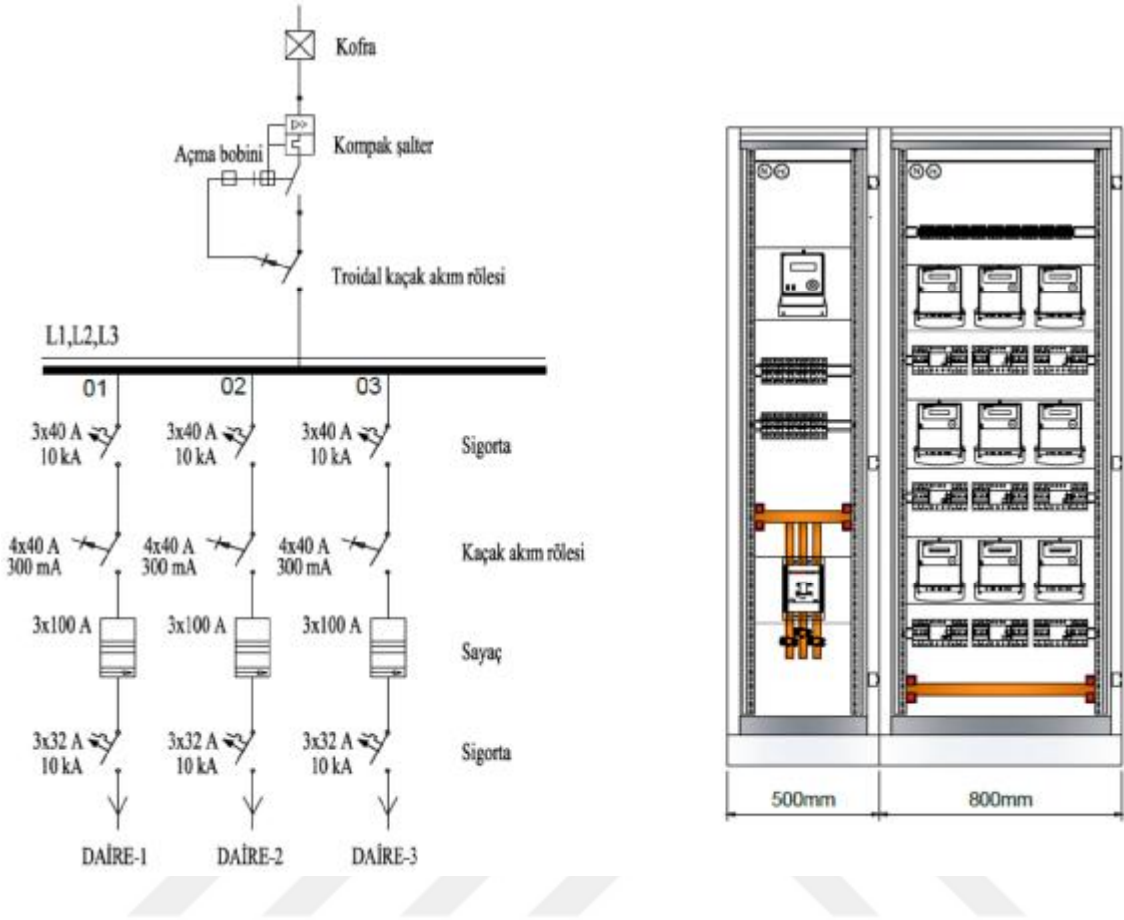 Kofra
Açma bobini
Kompak şalter
Troidal kaçak akım rölesi
L1,L2,L3
01 02 03
3x40 A 3x40 A 3x40 A
10 kA 10 kA 10 kA
Sigorta
4x40 A 4x40 A 4x40 A
300 mA 300 mA 300 mA
Kaçak akım rölesi
3x100 A 3x100 A 3x100 A
Sayaç
3x32 A 3x32 A 3x32 A
10 kA 10 kA 10 kA
Sigorta
DAİRE-1 DAİRE-2 DAİRE-3
500mm 800mm